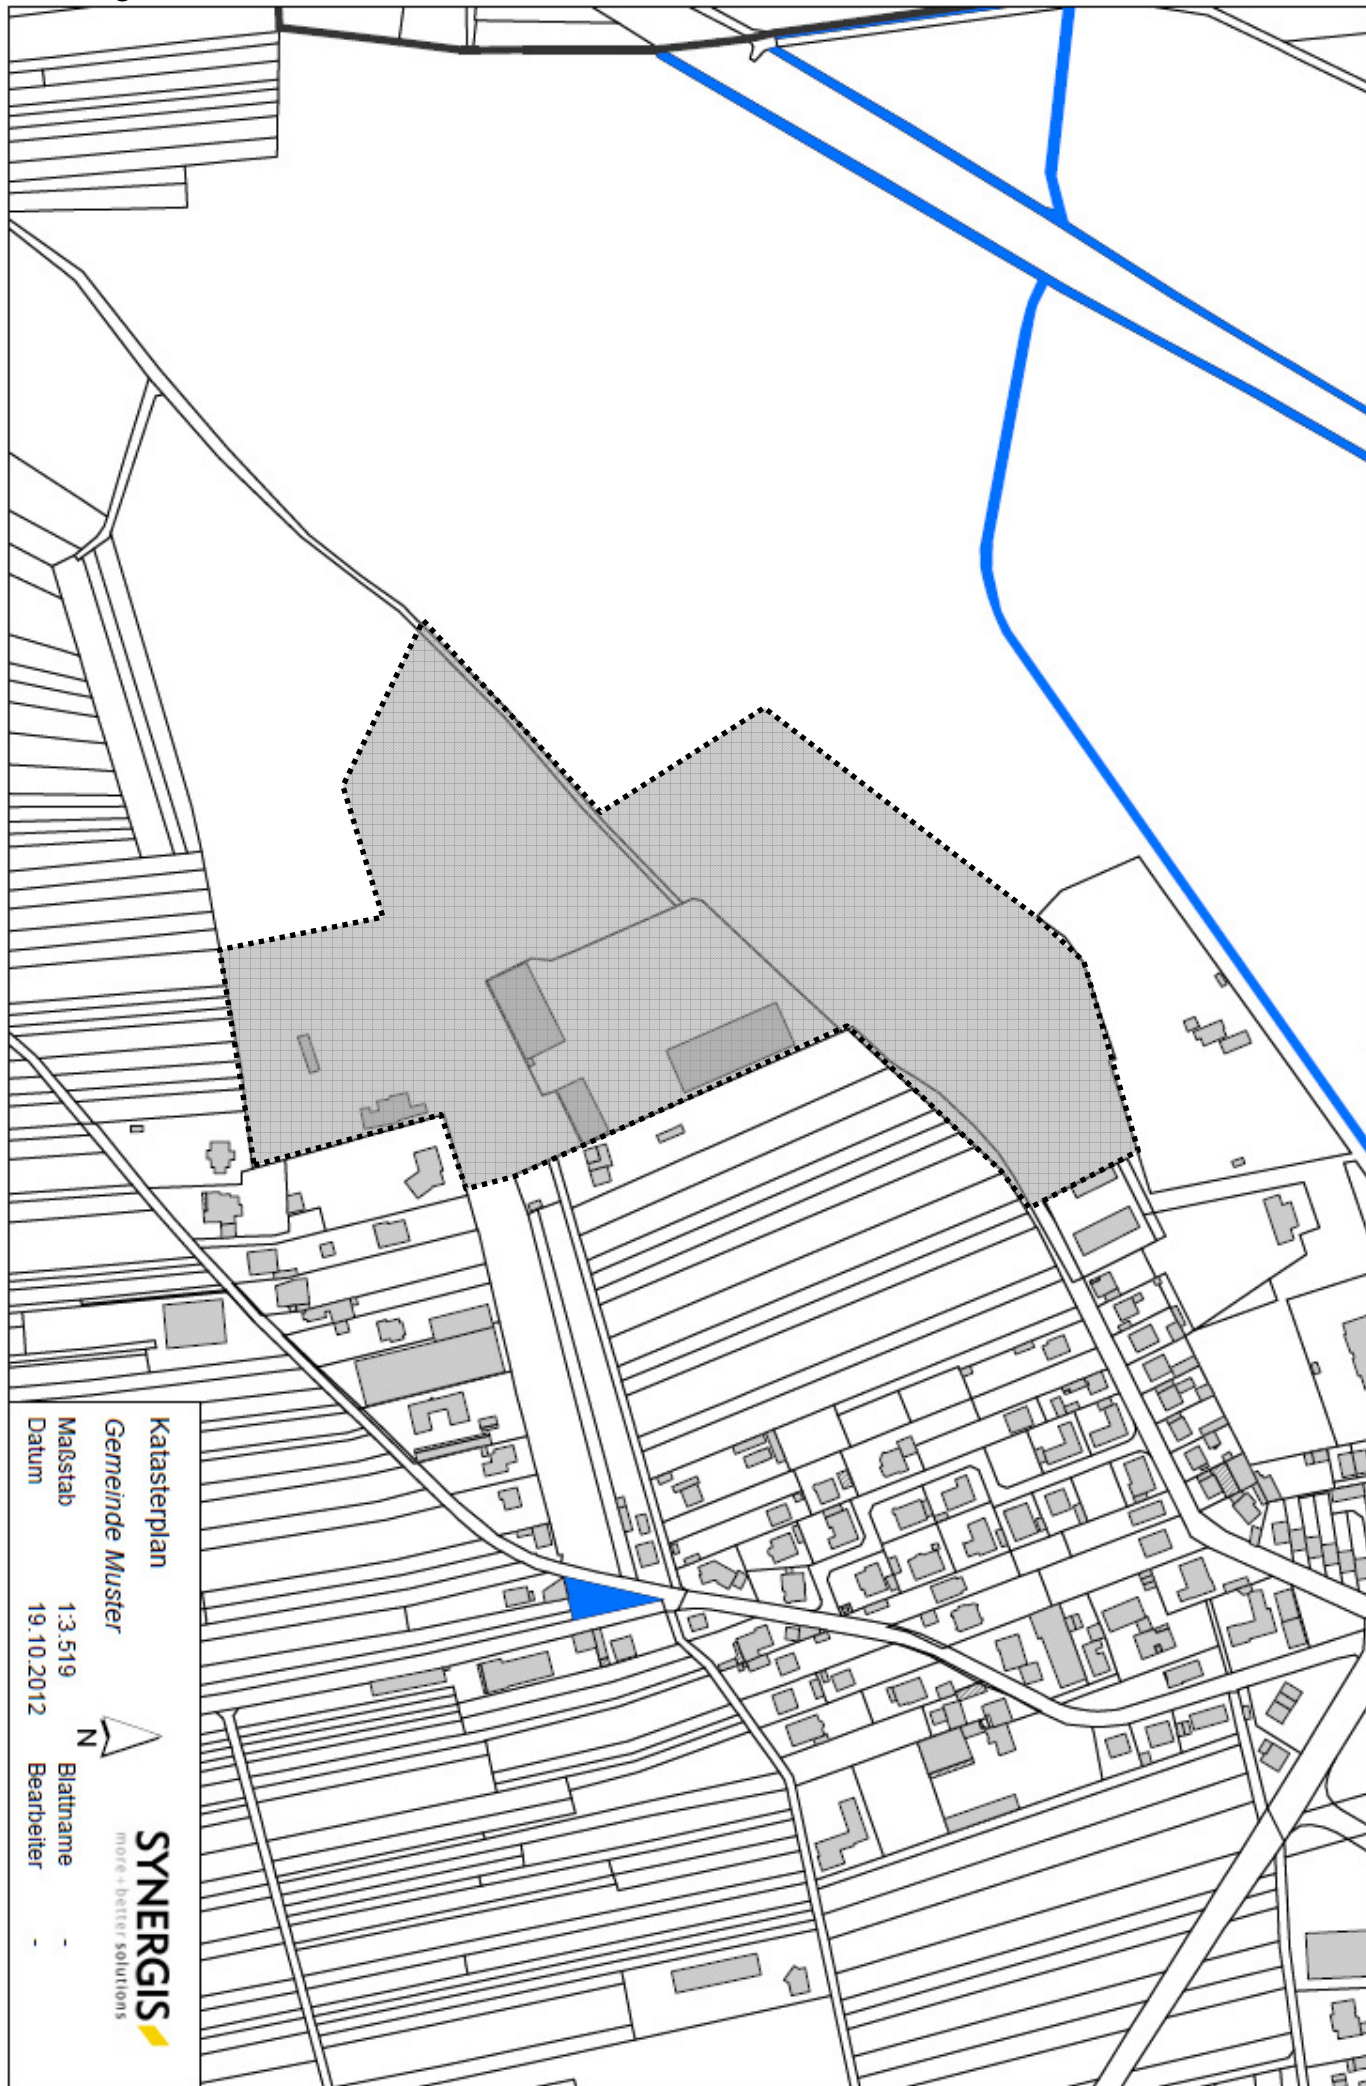 Katasterplan
Gemeinde Muster
Maßstab 1:3.519 Blattname -
Datum 19.10.2012 Bearbeiter -
N
SYNERGIS
more+better solutions